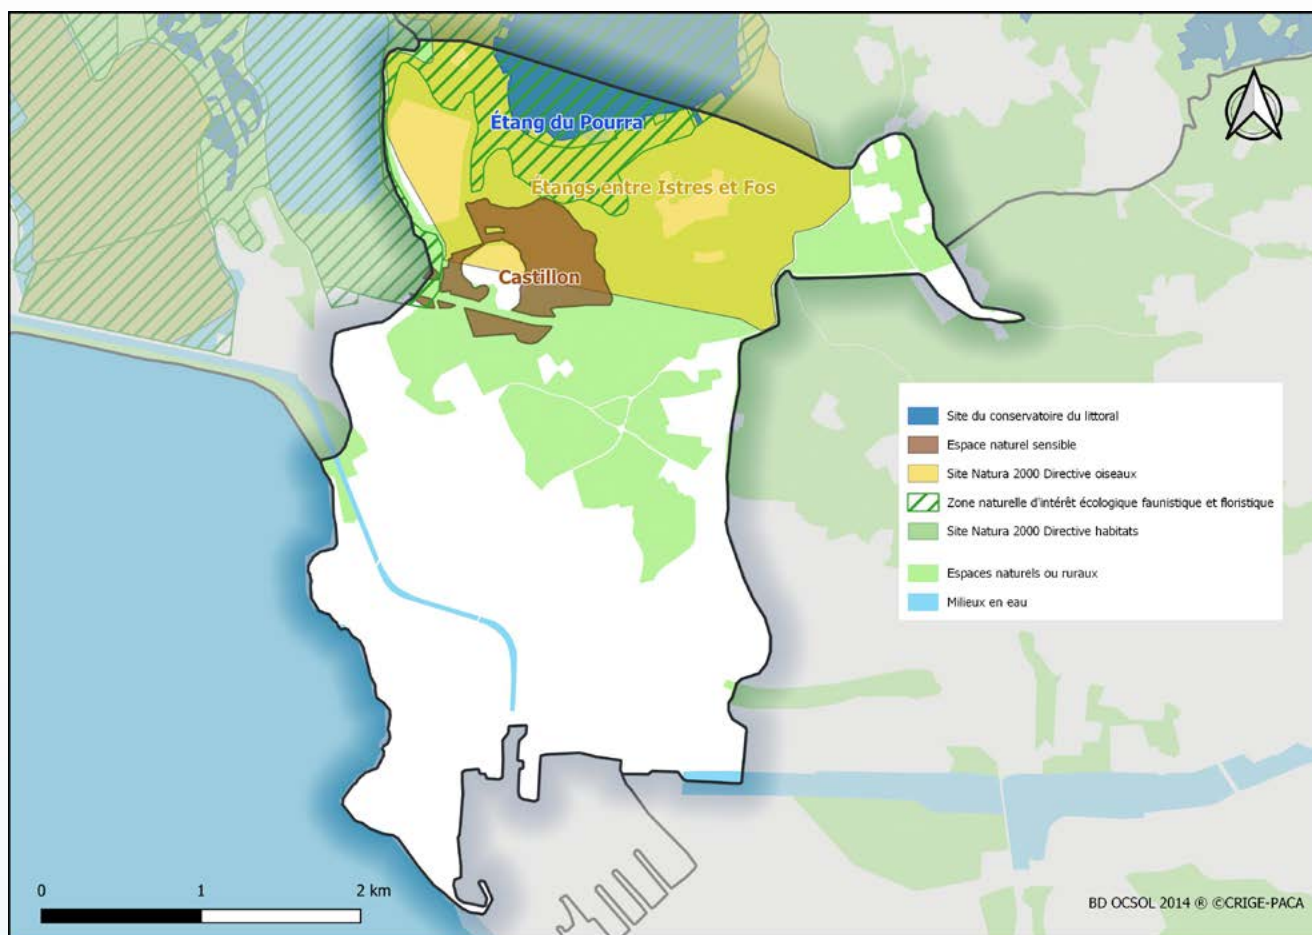 Étang du Pourra
Étangs entre Istres et Fos
Castillon
Site du conservatoire du littoral
Espace naturel sensible
Site Natura 2000 Directive oiseaux
Zone naturelle d'intérêt écologique faunistique et floristique
Site Natura 2000 Directive habitats
Espaces naturels ou ruraux
Milieux en eau
0 1 2 km
BD OCSOL 2014 ® ©CRIGE-PACA